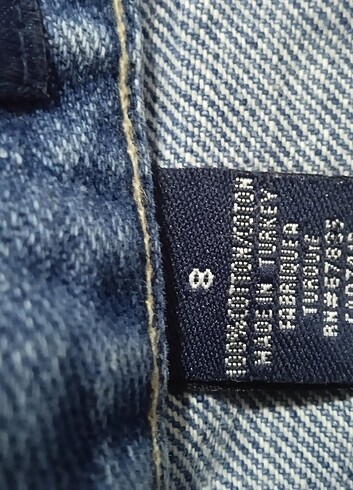 8
100% COTTON/COTON
MADE IN TURKEY
FABRIQUE A
TURQUIE